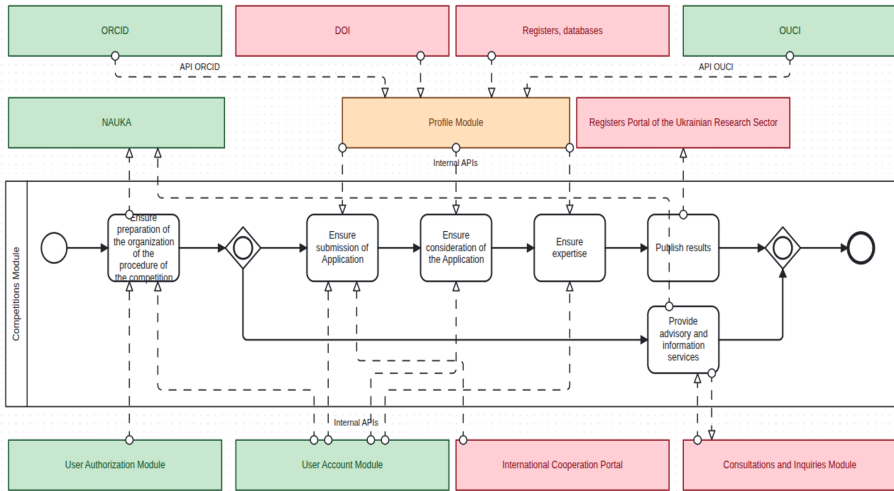 ORCID
DOI
Registers, databases
OUCI
API ORCID
API OUCI
NAUKA
Profile Module
Registers Portal of the Ukrainian Research Sector
Internal APIs
Competitions Module
Ensure
preparation of
the organization
of the
procedure of
the competition
Ensure
submission of
Application
Ensure
consideration of
the Application
Ensure
expertise
Publish results
Provide
advisory and
information
services
Internal APIs
User Authorization Module
User Account Module
International Cooperation Portal
Consultations and Inquiries Module